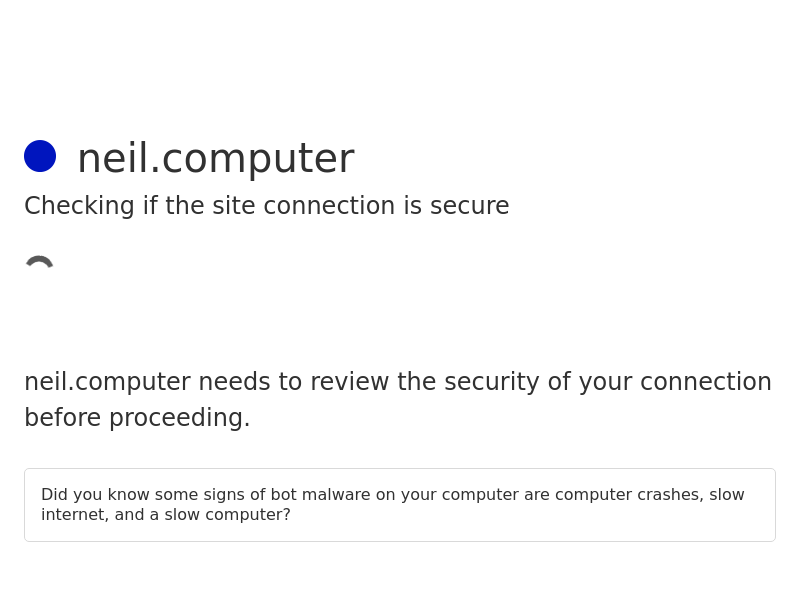 neil.computer
Checking if the site connection is secure
neil.computer needs to review the security of your connection
before proceeding.
Did you know some signs of bot malware on your computer are computer crashes, slow
internet, and a slow computer?